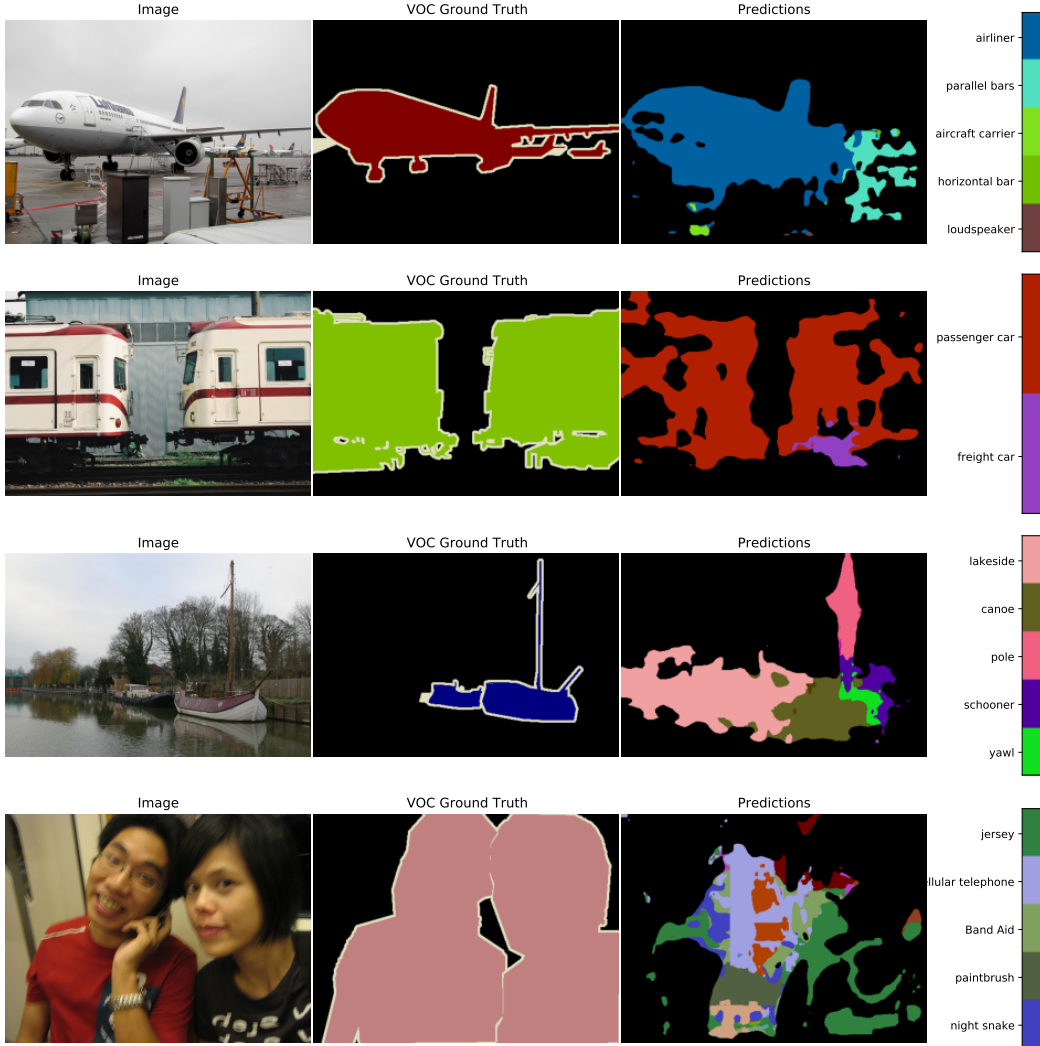 Image
VOC Ground Truth
Predictions
Lufthansa
airliner
parallel bars
aircraft carrier
horizontal bar
loudspeaker
Image
VOC Ground Truth
Predictions
passenger car
freight car
Image
VOC Ground Truth
Predictions
lakeside
canoe
pole
schooner
yawl
Image
VOC Ground Truth
Predictions
jersey
ellular telephone
Band Aid
paintbrush
night snake